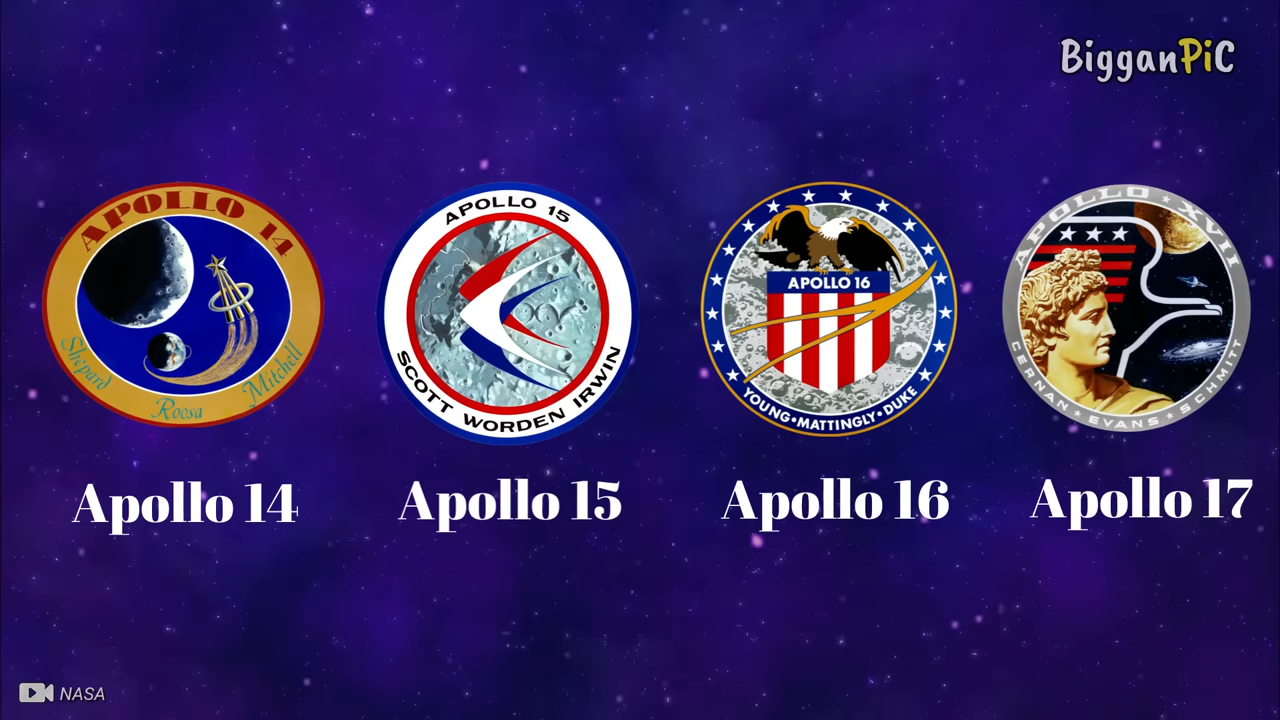 BigganPiC
APOLLO 14
Shepard
Roosa
Mitchell
APOLLO 15
SCOTT WORDEN IRWIN
APOLLO 16
YOUNG•MATTINGLY•DUKE
APOLLO ★ XVII
CERNAN ★ EVANS ★ SCHMITT
Apollo 14
Apollo 15
Apollo 16
Apollo 17
NASA